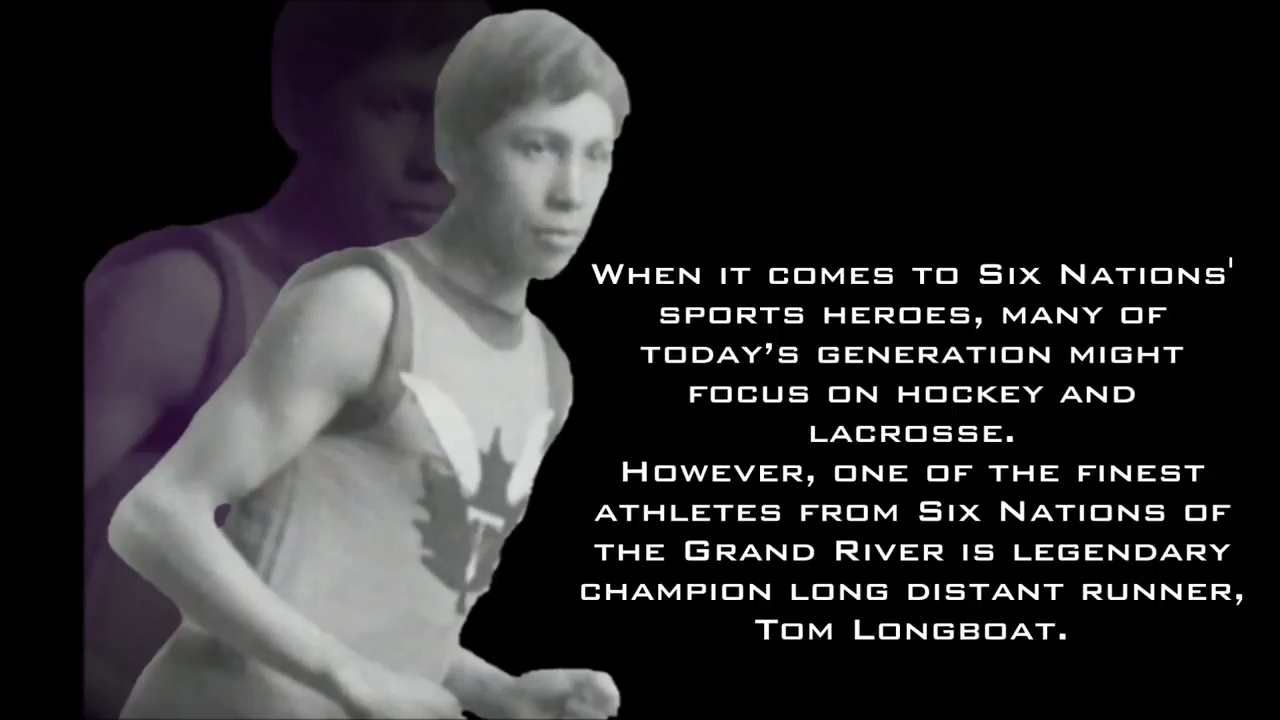 When it comes to Six Nations'
sports heroes, many of
today’s generation might
focus on hockey and
lacrosse.
However, one of the finest
athletes from Six Nations of
the Grand River is legendary
champion long distant runner,
Tom Longboat.
T